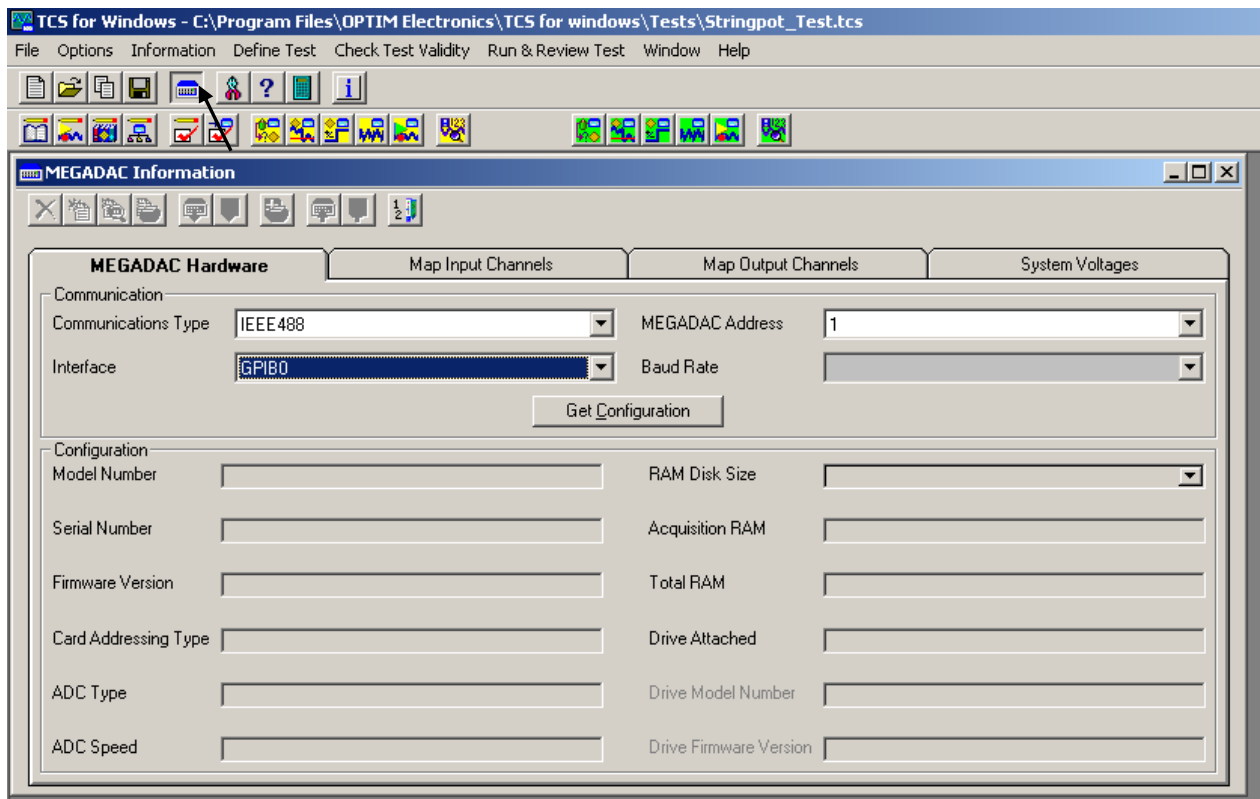 TCS for Windows - C:\Program Files\OPTIM Electronics\TCS for windows\Tests\Stringpot_Test.tcs
File Options Information Define Test Check Test Validity Run & Review Test Window Help
MEGADAC Information
MEGADAC Hardware Map Input Channels Map Output Channels System Voltages
Communication
Communications Type IEEE488 MEGADAC Address 1
Interface GPIB0 Baud Rate
Get Configuration
Configuration
Model Number RAM Disk Size
Serial Number Acquisition RAM
Firmware Version Total RAM
Card Addressing Type Drive Attached
ADC Type Drive Model Number
ADC Speed Drive Firmware Version